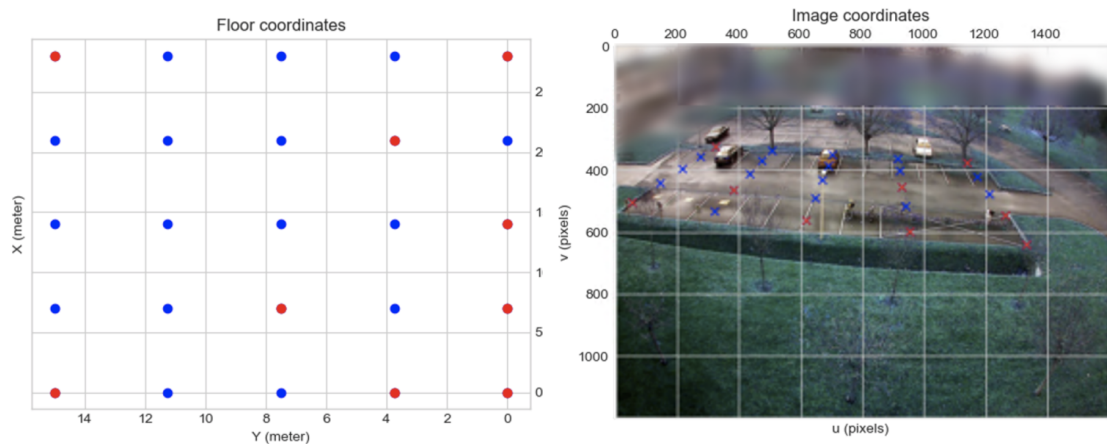 Floor coordinates
2
2
1
1
5
0
14 12 10 8 6 4 2 0
X (meter)
Y (meter)
Image coordinates
0 200 400 600 800 1000 1200 1400
0
200
400
600
800
1000
v (pixels)
u (pixels)